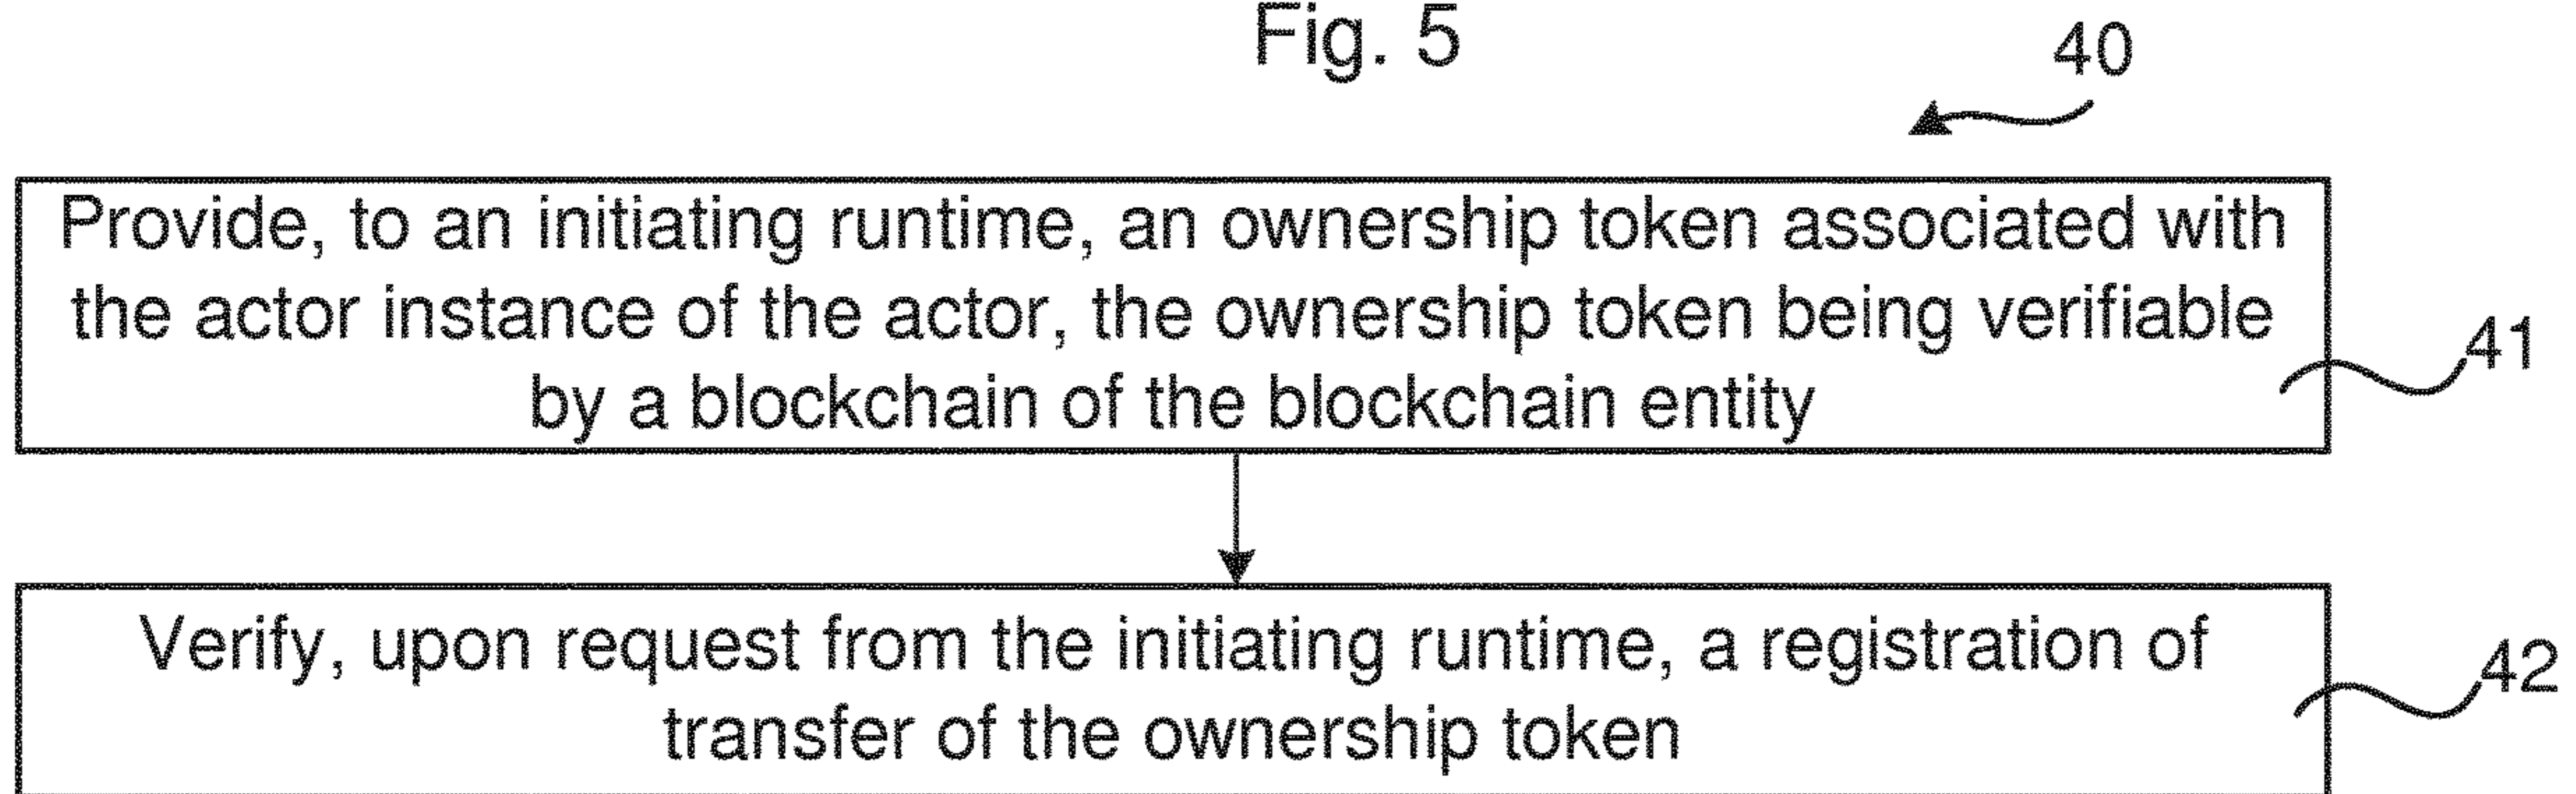 Fig. 5
40
Provide, to an initiating runtime, an ownership token associated with
the actor instance of the actor, the ownership token being verifiable
by a blockchain of the blockchain entity
41
Verify, upon request from the initiating runtime, a registration of
transfer of the ownership token
42